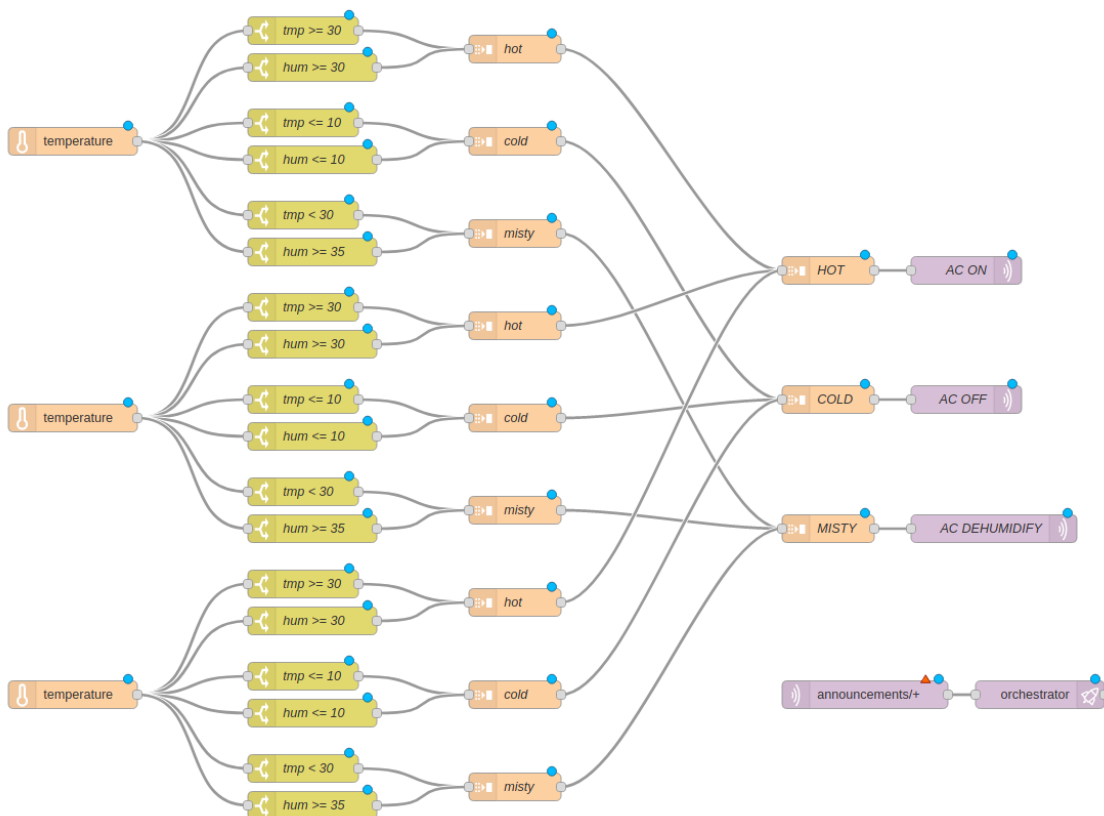 tmp >= 30
hot
hum >= 30
tmp <= 10
temperature
cold
hum <= 10
tmp < 30
misty
hum >= 35
HOT
AC ON
tmp >= 30
hot
hum >= 30
tmp <= 10
COLD
AC OFF
temperature
cold
hum <= 10
tmp < 30
misty
hum >= 35
MISTY
AC DEHUMIDIFY
tmp >= 30
hot
hum >= 30
tmp <= 10
temperature
cold
announcements/+
orchestrator
hum <= 10
tmp < 30
misty
hum >= 35